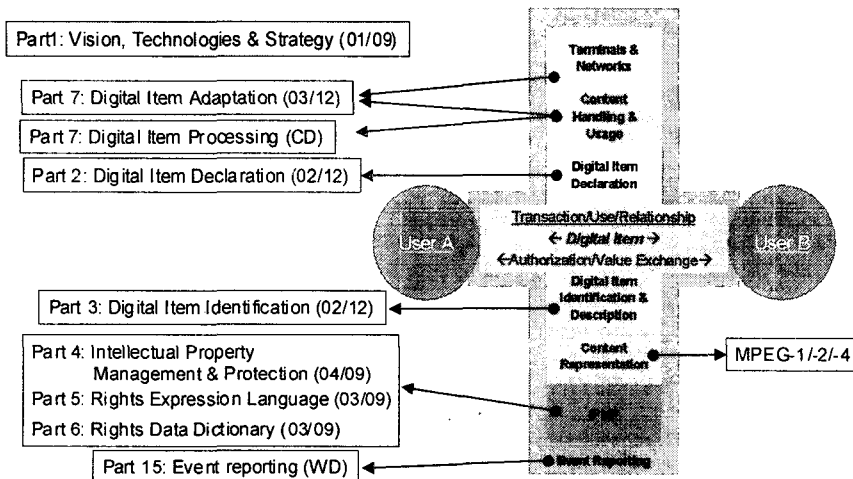 Part1: Vision, Technologies & Strategy (01/09)
Part 7: Digital Item Adaptation (03/12)
Part 7: Digital Item Processing (CD)
Part 2: Digital Item Declaration (02/12)
Terminals &
Networks
Content
Handling &
Usage
Digital Item
Declaration
User A
Transaction/Use/Relationship
← Digital Item →
←Authorization/Value Exchange→
User B
Digital Item
Identification &
Description
Part 3: Digital Item Identification (02/12)
Content
Representation
MPEG-1/-2/-4
Part 4: Intellectual Property
Management & Protection (04/09)
Part 5: Rights Expression Language (03/09)
Part 6: Rights Data Dictionary (03/09)
Part 15: Event reporting (WD)
Event Reporting